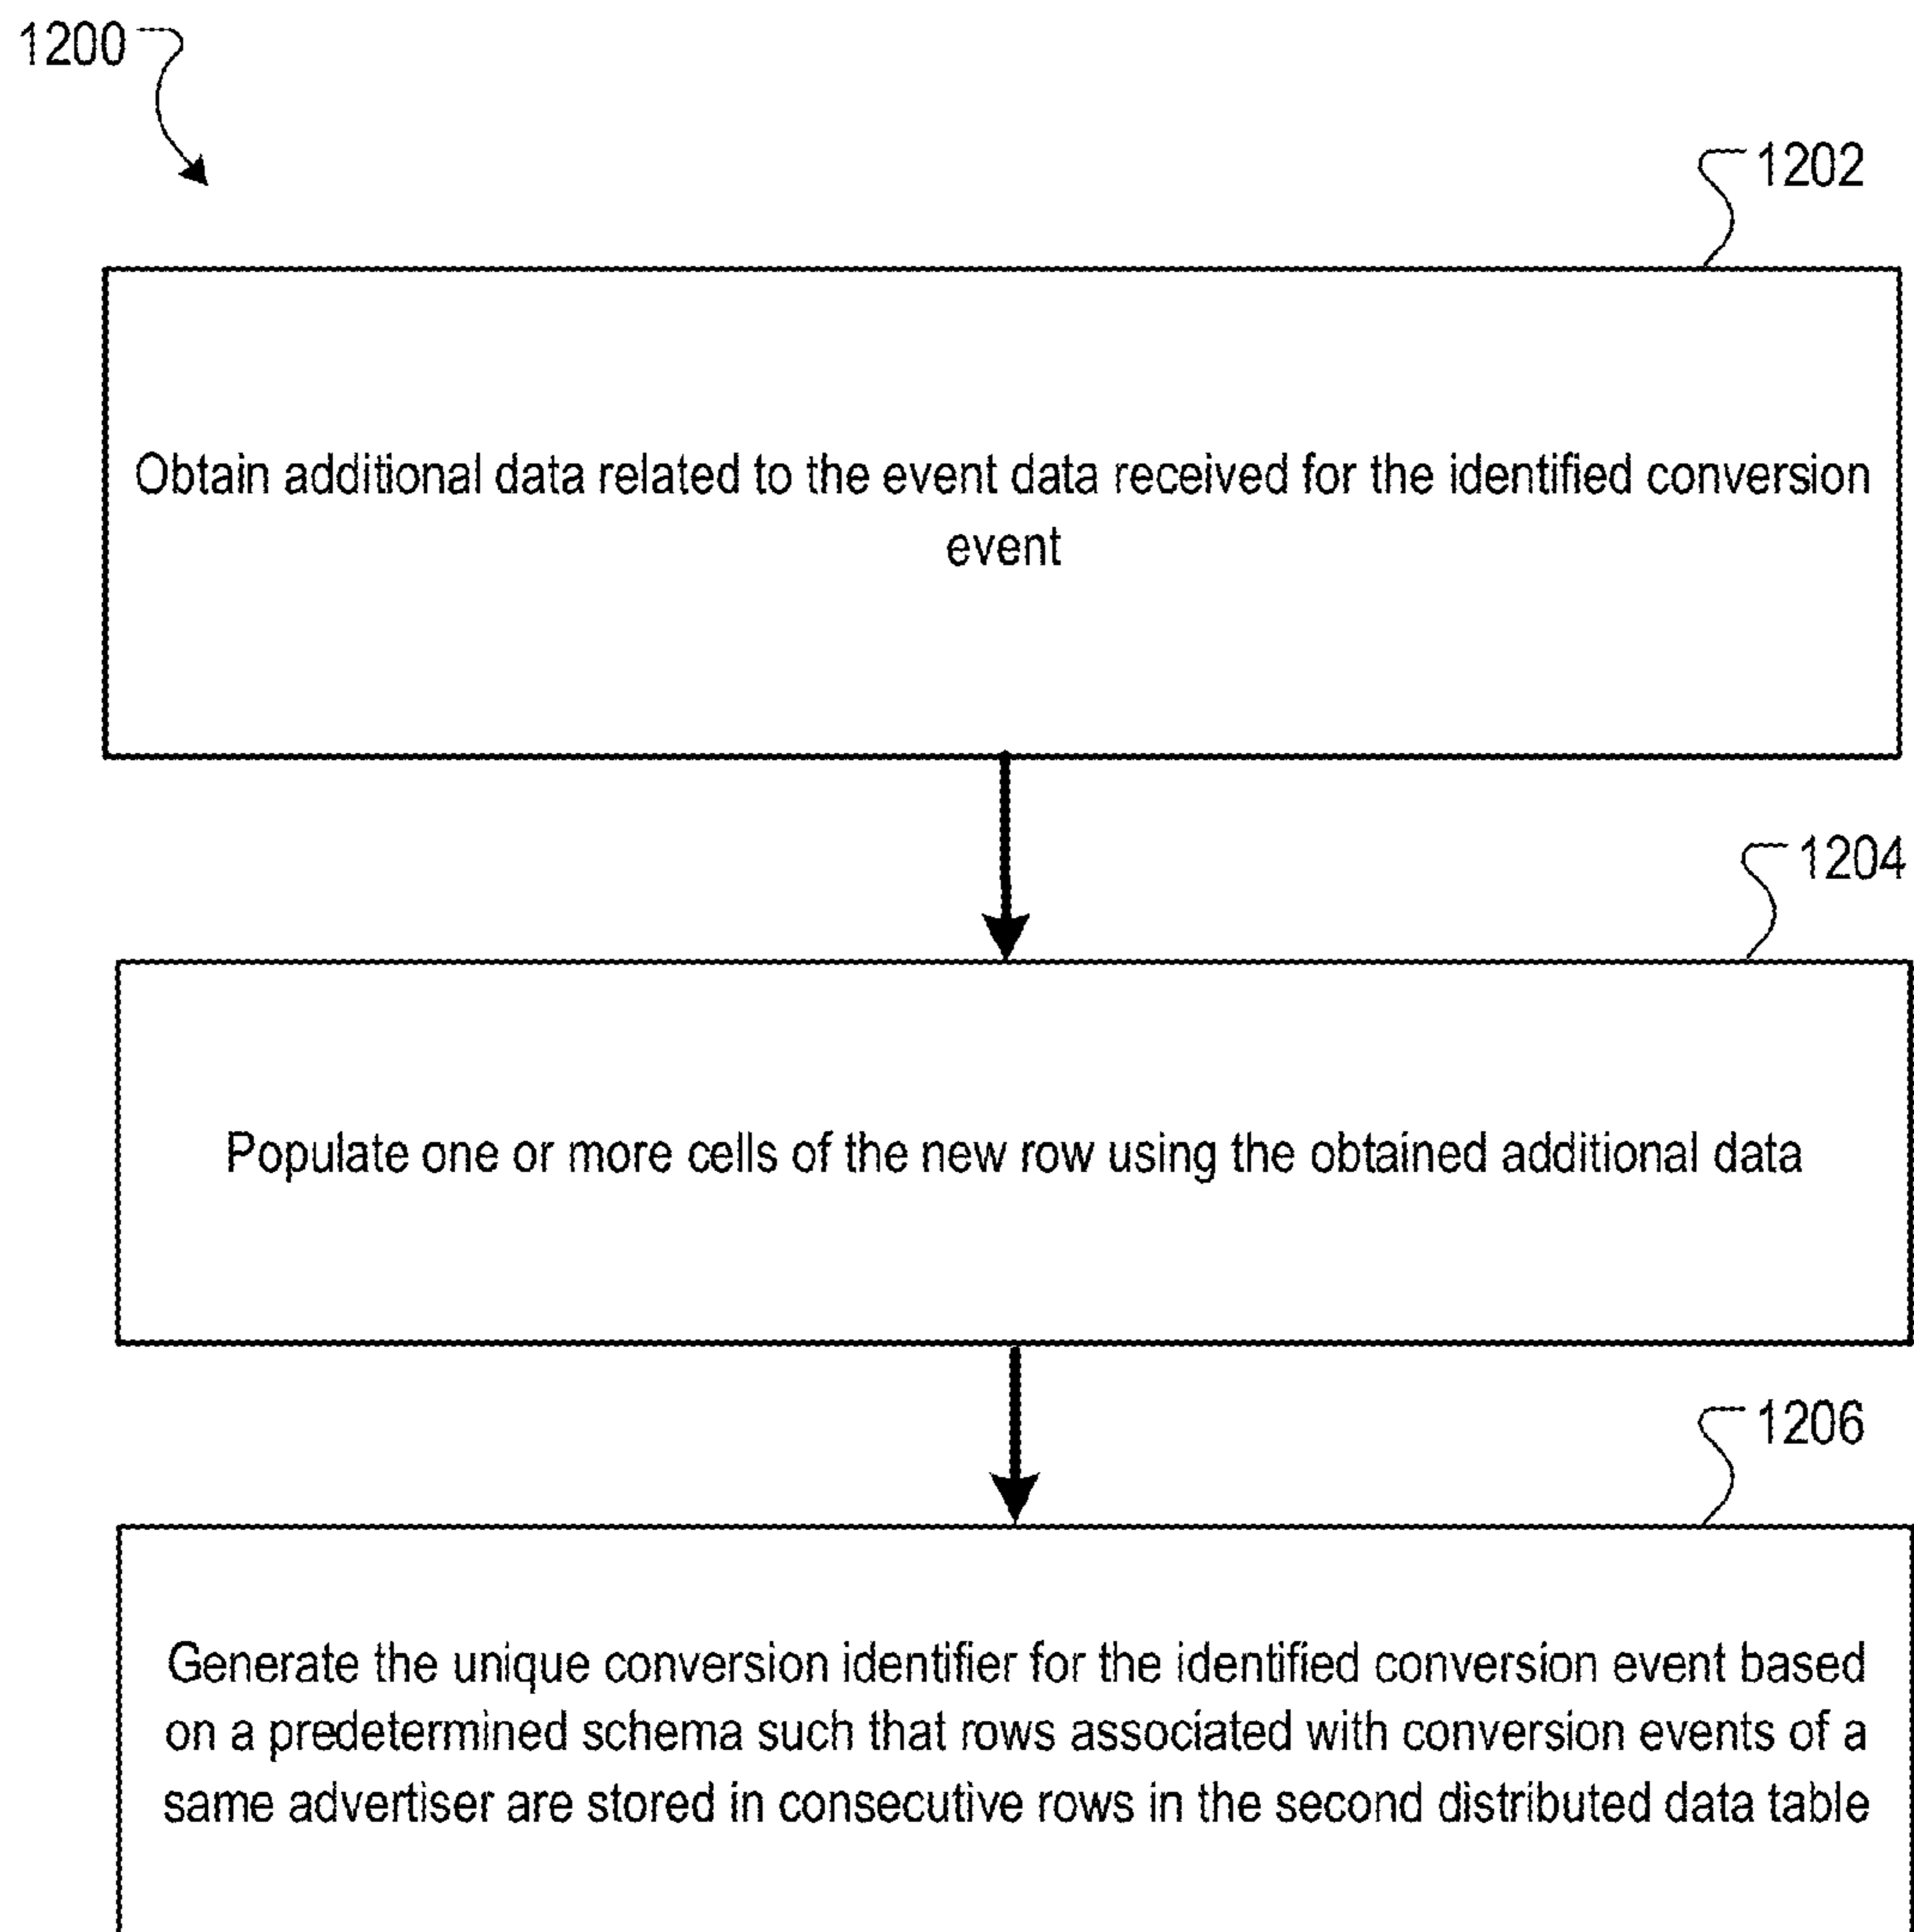 1200
1202
Obtain additional data related to the event data received for the identified conversion
event
1204
Populate one or more cells of the new row using the obtained additional data
1206
Generate the unique conversion identifier for the identified conversion event based
on a predetermined schema such that rows associated with conversion events of a
same advertiser are stored in consecutive rows in the second distributed data table